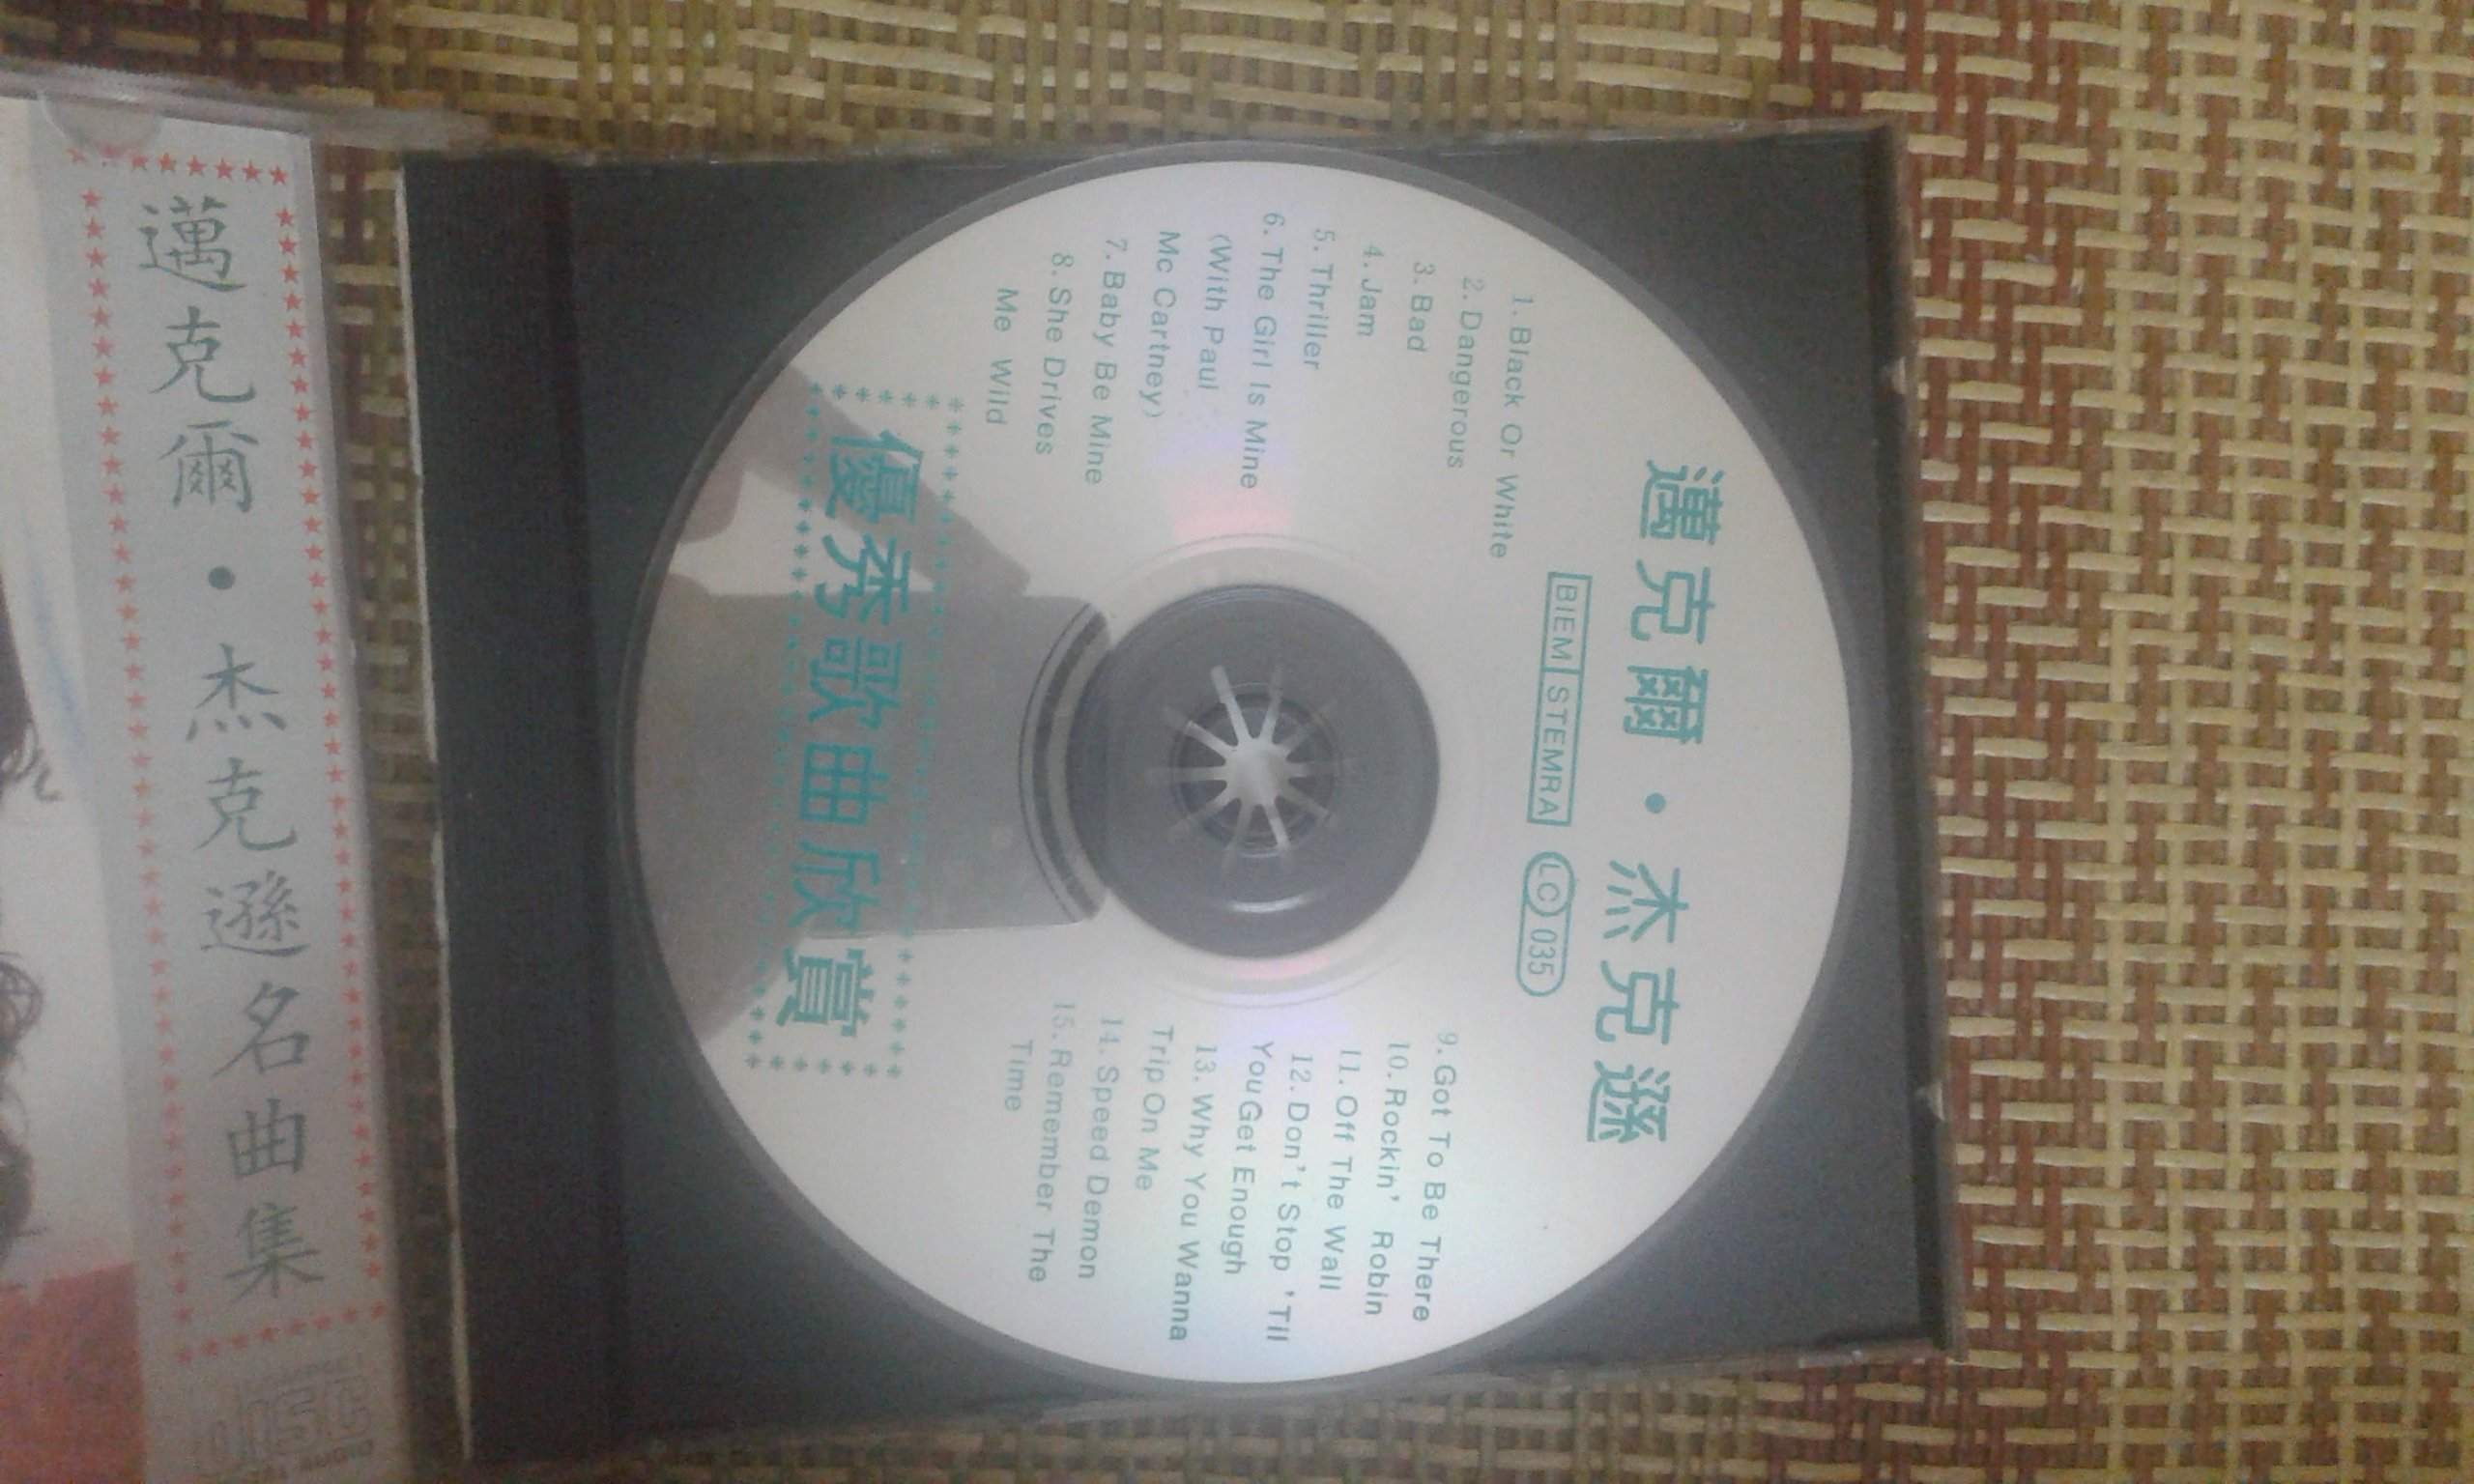 邁克爾・杰克遜名曲集
DIGITAL AUDIO
邁克爾・杰克遜
BIEM STEMRA LC 035
1. Black Or White
2. Dangerous
3. Bad
4. Jam
5. Thriller
6. The Girl Is Mine
(With Paul
Mc Cartney)
7. Baby Be Mine
8. She Drives
Me Wild
9. Got To Be There
10. Rockin' Robin
11. Off The Wall
12. Don't Stop 'Til
You Get Enough
13. Why You Wanna
Trip On Me
14. Speed Demon
15. Remember The
Time
優秀歌曲欣賞